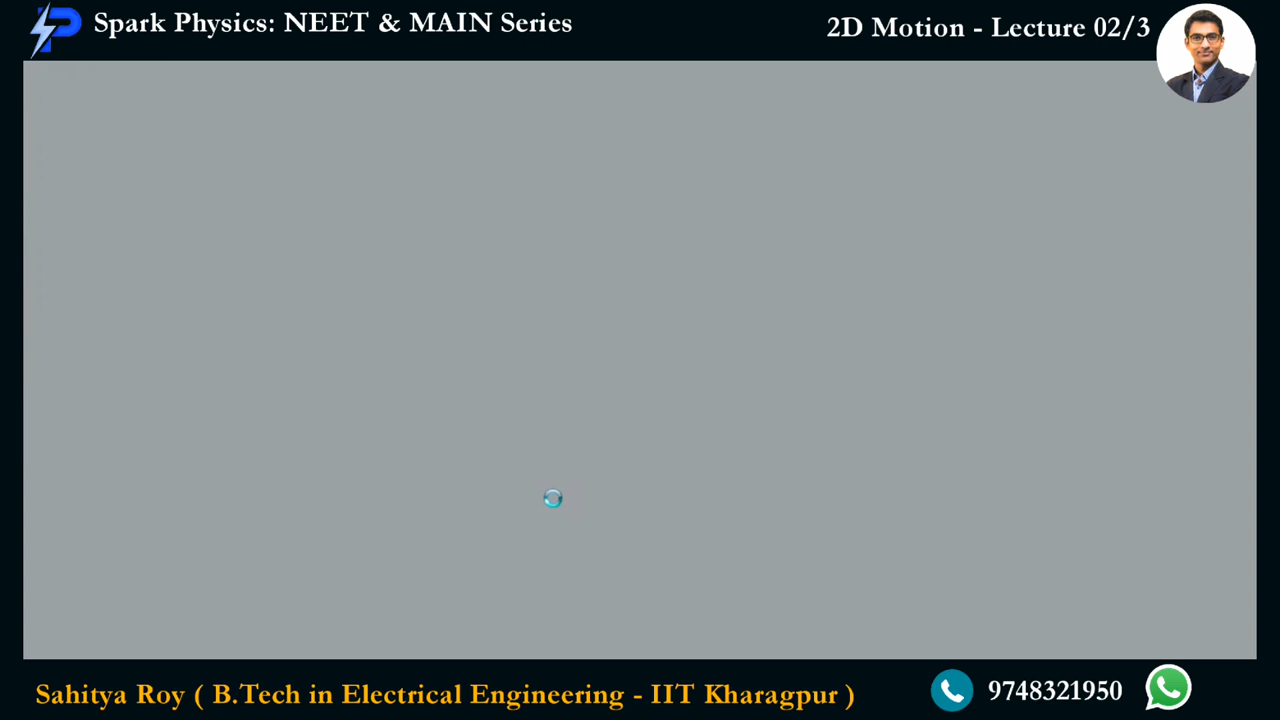 Spark Physics: NEET & MAIN Series
2D Motion - Lecture 02/3
Sahitya Roy ( B.Tech in Electrical Engineering - IIT Kharagpur )
9748321950